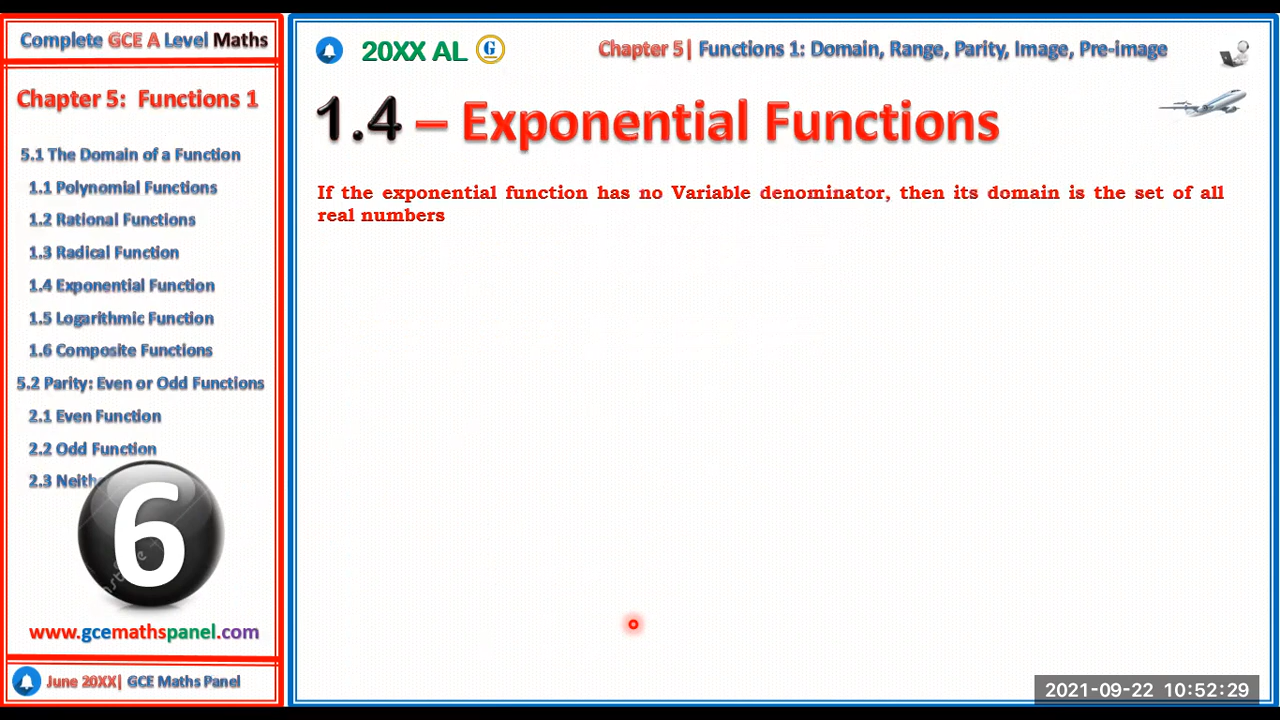 Complete GCE A Level Maths
Chapter 5: Functions 1
5.1 The Domain of a Function
1.1 Polynomial Functions
1.2 Rational Functions
1.3 Radical Function
1.4 Exponential Function
1.5 Logarithmic Function
1.6 Composite Functions
5.2 Parity: Even or Odd Functions
2.1 Even Function
2.2 Odd Function
2.3
6
www.gcemathspanel.com
June 20XX| GCE Maths Panel
20XX AL G
Chapter 5| Functions 1: Domain, Range, Parity, Image, Pre-image
1.4 – Exponential Functions
If the exponential function has no Variable denominator, then its domain is the set of all
real numbers
2021-09-22 10:52:29